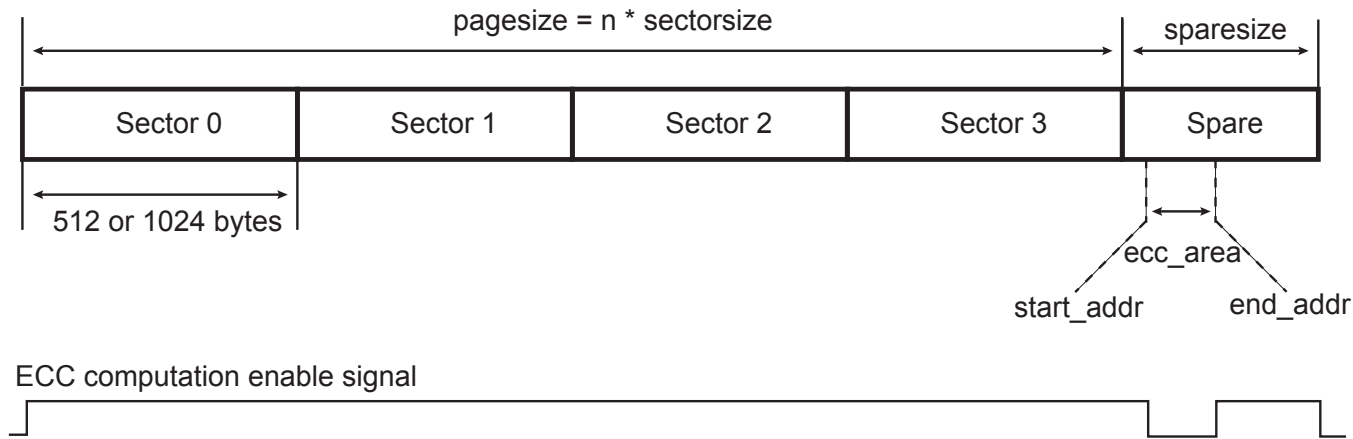 pagesize = n * sectorsize
sparesize
Sector 0
Sector 1
Sector 2
Sector 3
Spare
512 or 1024 bytes
ecc_area
start_addr
end_addr
ECC computation enable signal